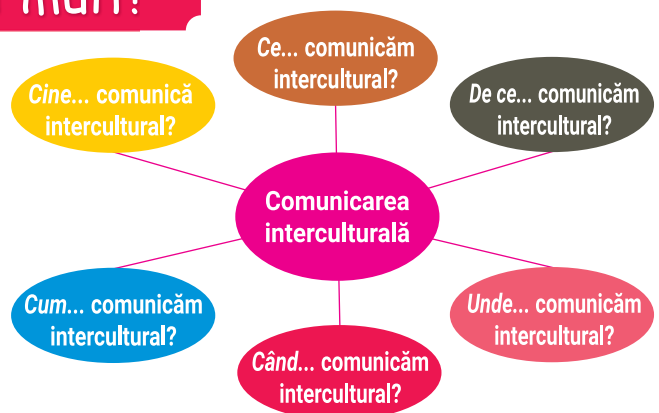 Ce... comunicăm
intercultural?
Cine... comunică
intercultural?
De ce... comunicăm
intercultural?
Comunicarea
interculturală
Cum... comunicăm
intercultural?
Unde... comunicăm
intercultural?
Când... comunicăm
intercultural?